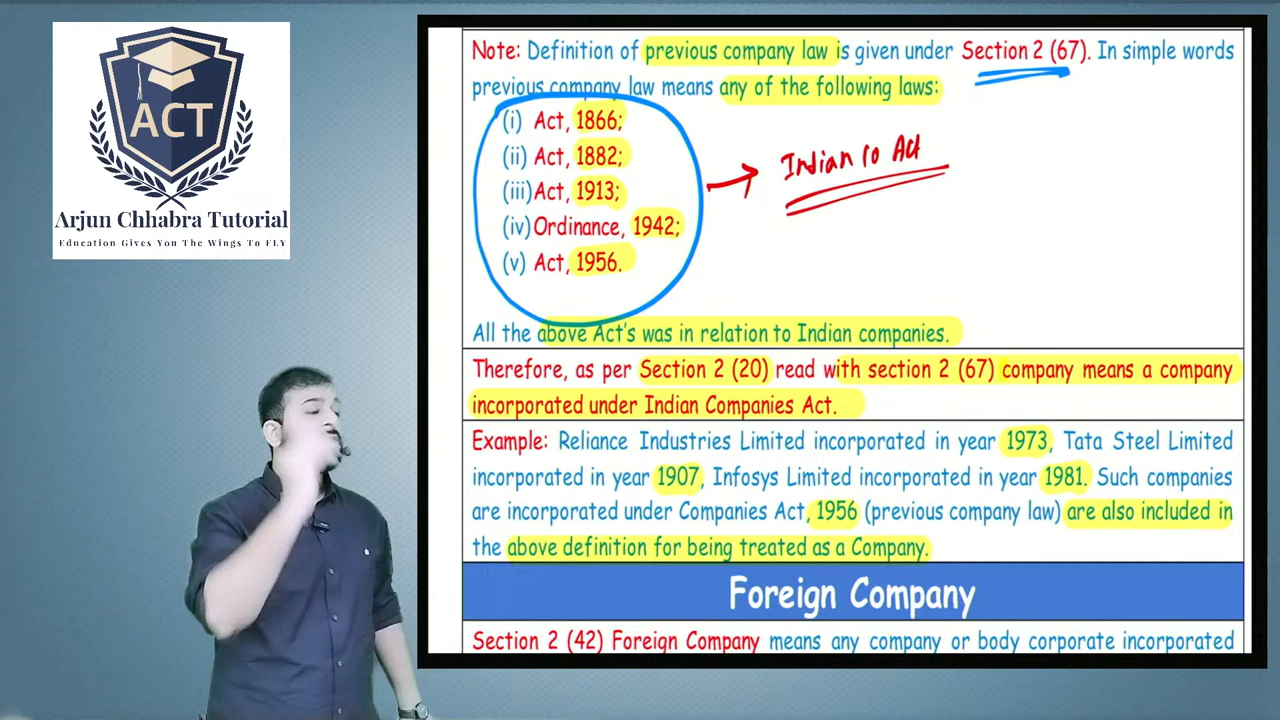 ACT
Arjun Chhabra Tutorial
Education Gives You The Wings To FLY
Note: Definition of previous company law is given under Section 2 (67). In simple words
previous company law means any of the following laws:
(i) Act, 1866;
(ii) Act, 1882;
(iii) Act, 1913;
(iv) Ordinance, 1942;
(v) Act, 1956.
Indian Co Act
All the above Act's was in relation to Indian companies.
Therefore, as per Section 2 (20) read with section 2 (67) company means a company
incorporated under Indian Companies Act.
Example: Reliance Industries Limited incorporated in year 1973, Tata Steel Limited
incorporated in year 1907, Infosys Limited incorporated in year 1981. Such companies
are incorporated under Companies Act, 1956 (previous company law) are also included in
the above definition for being treated as a Company.
Foreign Company
Section 2 (42) Foreign Company means any company or body corporate incorporated